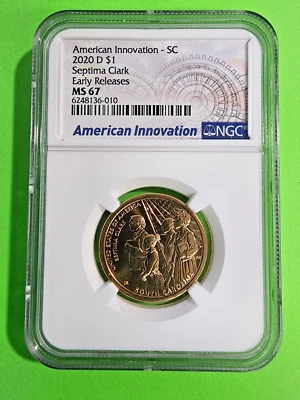 American Innovation - SC
2020 D $1
Septima Clark
Early Releases
MS 67
6248136-010
American Innovation NGC
UNITED STATES OF AMERICA
SEPTIMA CLARK
SOUTH CAROLINA